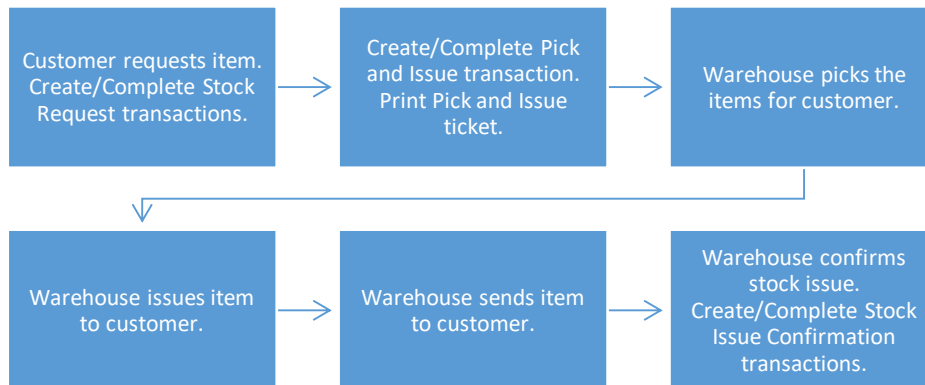 Customer requests item.
Create/Complete Stock
Request transactions.
Create/Complete Pick
and Issue transaction.
Print Pick and Issue
ticket.
Warehouse picks the
items for customer.
Warehouse issues item
to customer.
Warehouse sends item
to customer.
Warehouse confirms
stock issue.
Create/Complete Stock
Issue Confirmation
transactions.